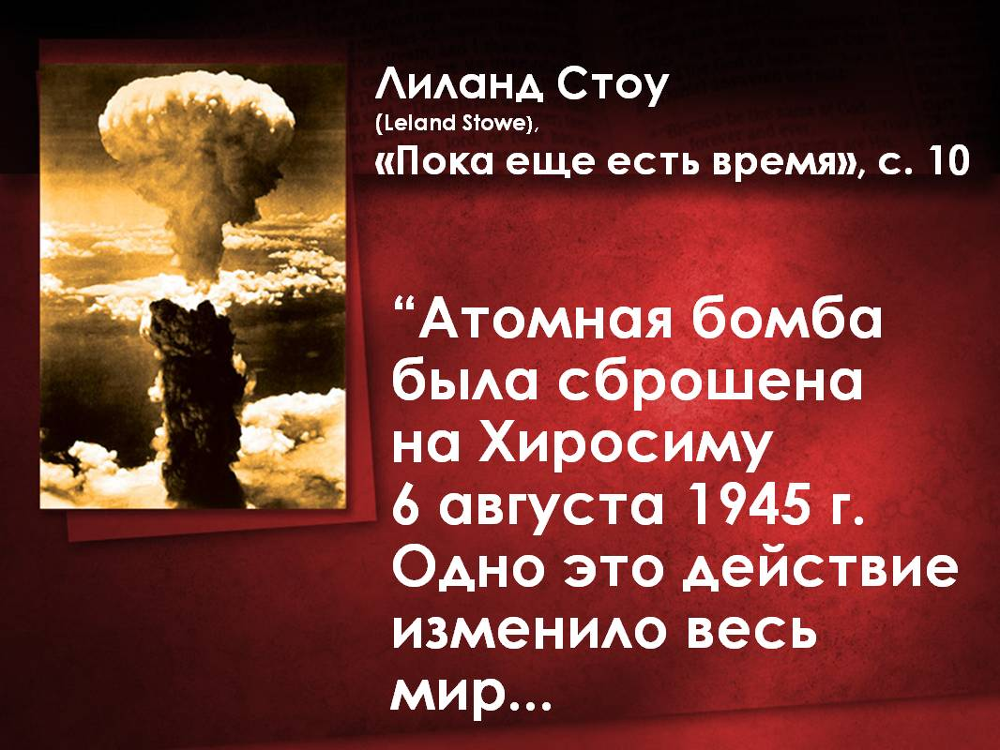 Лиланд Стоу
(Leland Stowe),
«Пока еще есть время», с. 10
“Атомная бомба
была сброшена
на Хиросиму
6 августа 1945 г.
Одно это действие
изменило весь
мир...